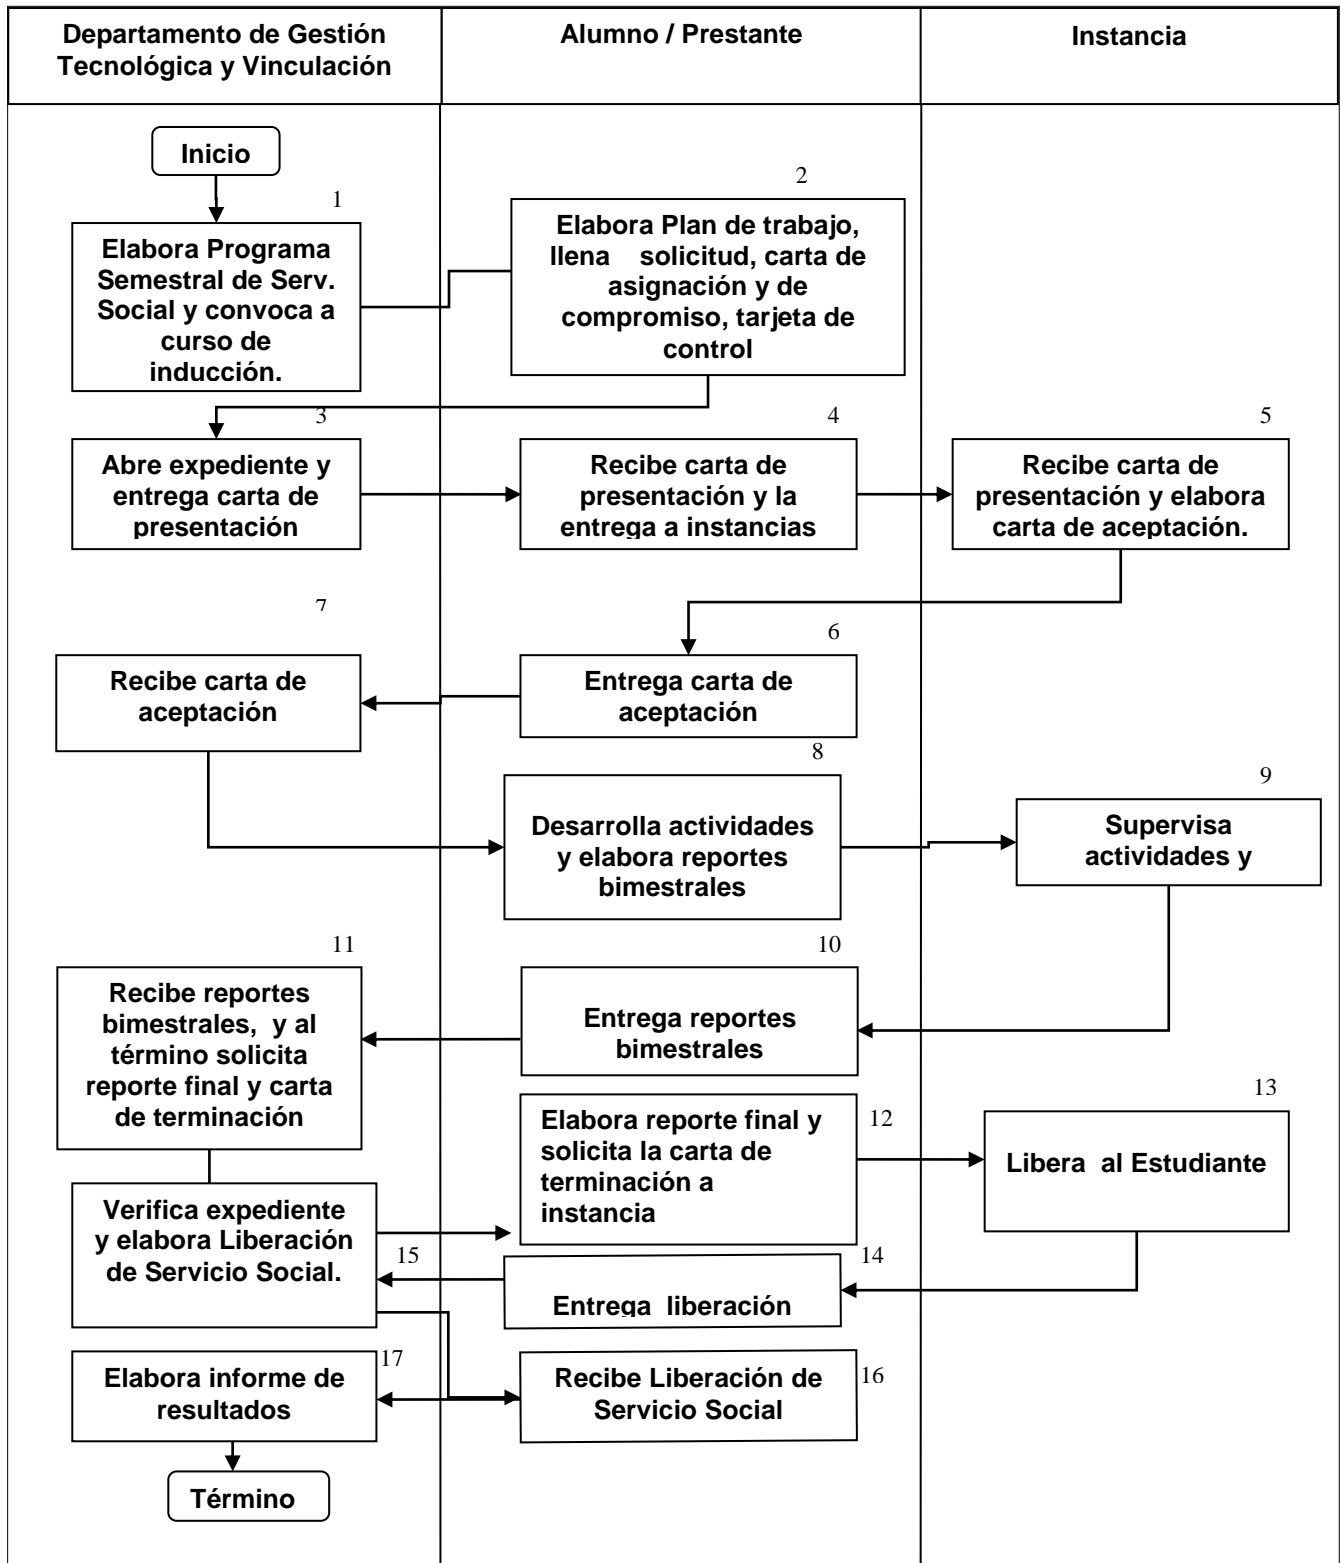 Departamento de Gestión
Tecnológica y Vinculación
Alumno / Prestante
Instancia
Inicio
1
Elabora Programa
Semestral de Serv.
Social y convoca a
curso de
inducción.
2
Elabora Plan de trabajo,
llena solicitud, carta de
asignación y de
compromiso, tarjeta de
control
3
Abre expediente y
entrega carta de
presentación
4
Recibe carta de
presentación y la
entrega a instancias
5
Recibe carta de
presentación y elabora
carta de aceptación.
6
Entrega carta de
aceptación
7
Recibe carta de
aceptación
8
Desarrolla actividades
y elabora reportes
bimestrales
9
Supervisa
actividades y
10
Entrega reportes
bimestrales
11
Recibe reportes
bimestrales, y al
término solicita
reporte final y carta
de terminación
12
Elabora reporte final y
solicita la carta de
terminación a
instancia
13
Libera al Estudiante
14
Entrega liberación
15
Verifica expediente
y elabora Liberación
de Servicio Social.
16
Recibe Liberación de
Servicio Social
17
Elabora informe de
resultados
Término